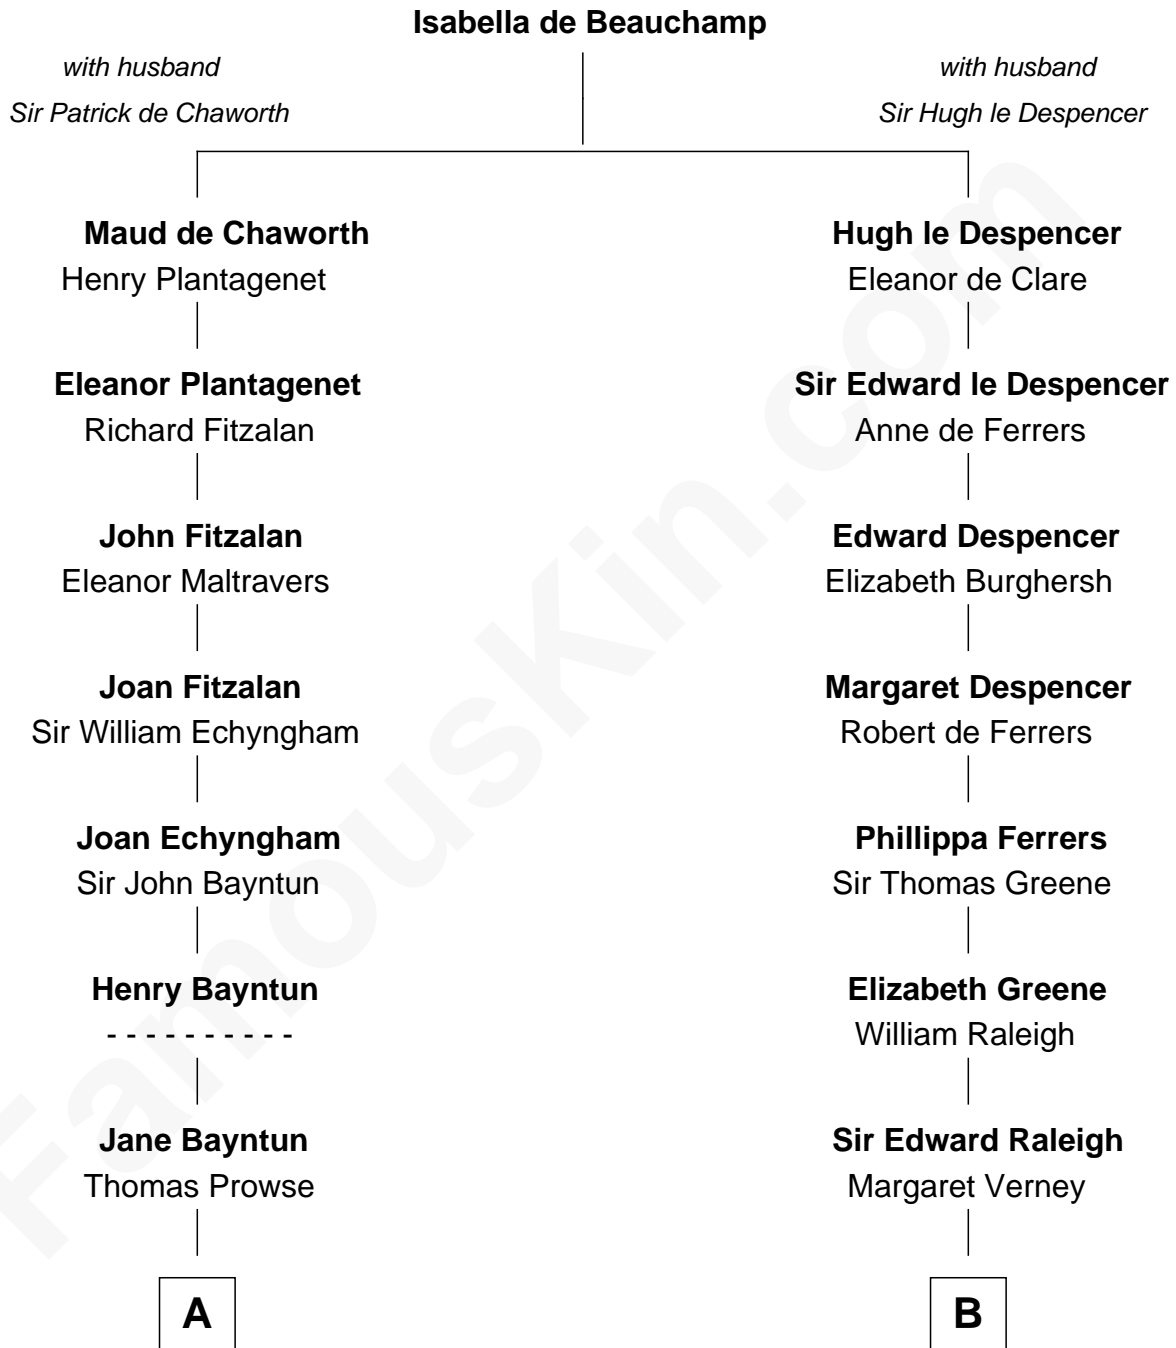 Isabella de Beauchamp
with husband
Sir Patrick de Chaworth
with husband
Sir Hugh le Despencer
Maud de Chaworth
Henry Plantagenet
Hugh le Despencer
Eleanor de Clare
Eleanor Plantagenet
Richard Fitzalan
Sir Edward le Despencer
Anne de Ferrers
John Fitzalan
Eleanor Maltravers
Edward Despencer
Elizabeth Burghersh
Joan Fitzalan
Sir William Echyngham
Margaret Despencer
Robert de Ferrers
Joan Echyngham
Sir John Bayntun
Phillippa Ferrers
Sir Thomas Greene
Henry Bayntun
- - - - - - - - - -
Elizabeth Greene
William Raleigh
Jane Bayntun
Thomas Prowse
Sir Edward Raleigh
Margaret Verney
A
B
FamousKin.com